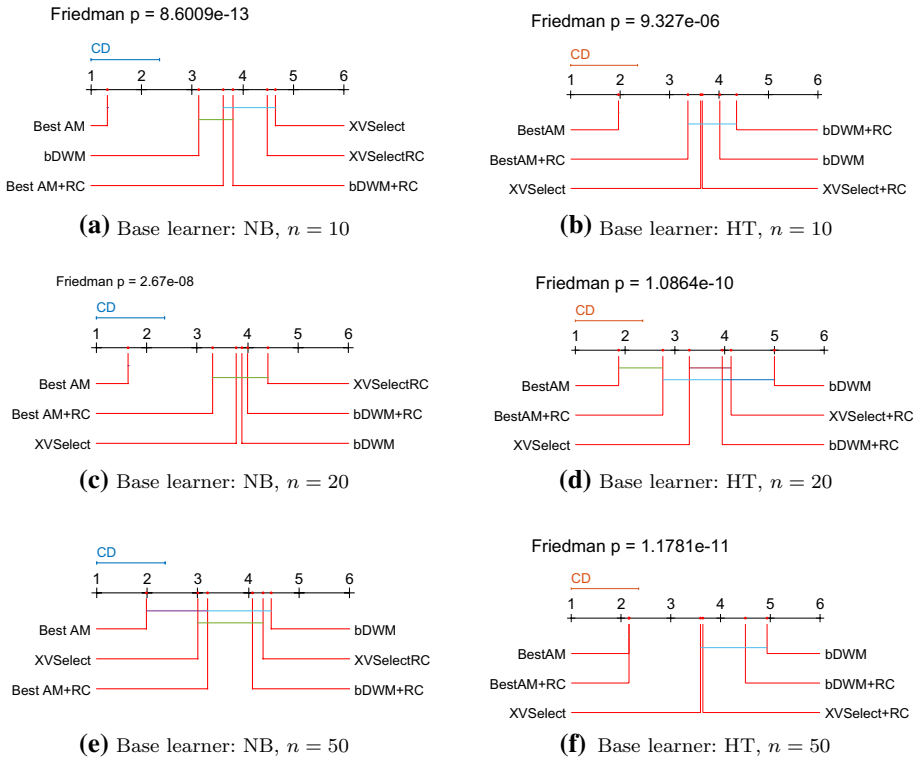 Friedman p = 8.6009e-13
CD
1 2 3 4 5 6
Best AM XVSelect
bDWM XVSelectRC
Best AM+RC bDWM+RC
(a) Base learner: NB, n = 10
Friedman p = 9.327e-06
CD
1 2 3 4 5 6
BestAM bDWM+RC
BestAM+RC bDWM
XVSelect XVSelect+RC
(b) Base learner: HT, n = 10
Friedman p = 2.67e-08
CD
1 2 3 4 5 6
Best AM XVSelectRC
Best AM+RC bDWM+RC
XVSelect bDWM
(c) Base learner: NB, n = 20
Friedman p = 1.0864e-10
CD
1 2 3 4 5 6
BestAM bDWM
BestAM+RC XVSelect+RC
XVSelect bDWM+RC
(d) Base learner: HT, n = 20
CD
1 2 3 4 5 6
Best AM bDWM
XVSelect XVSelectRC
Best AM+RC bDWM+RC
(e) Base learner: NB, n = 50
Friedman p = 1.1781e-11
CD
1 2 3 4 5 6
BestAM bDWM
BestAM+RC bDWM+RC
XVSelect XVSelect+RC
(f) Base learner: HT, n = 50